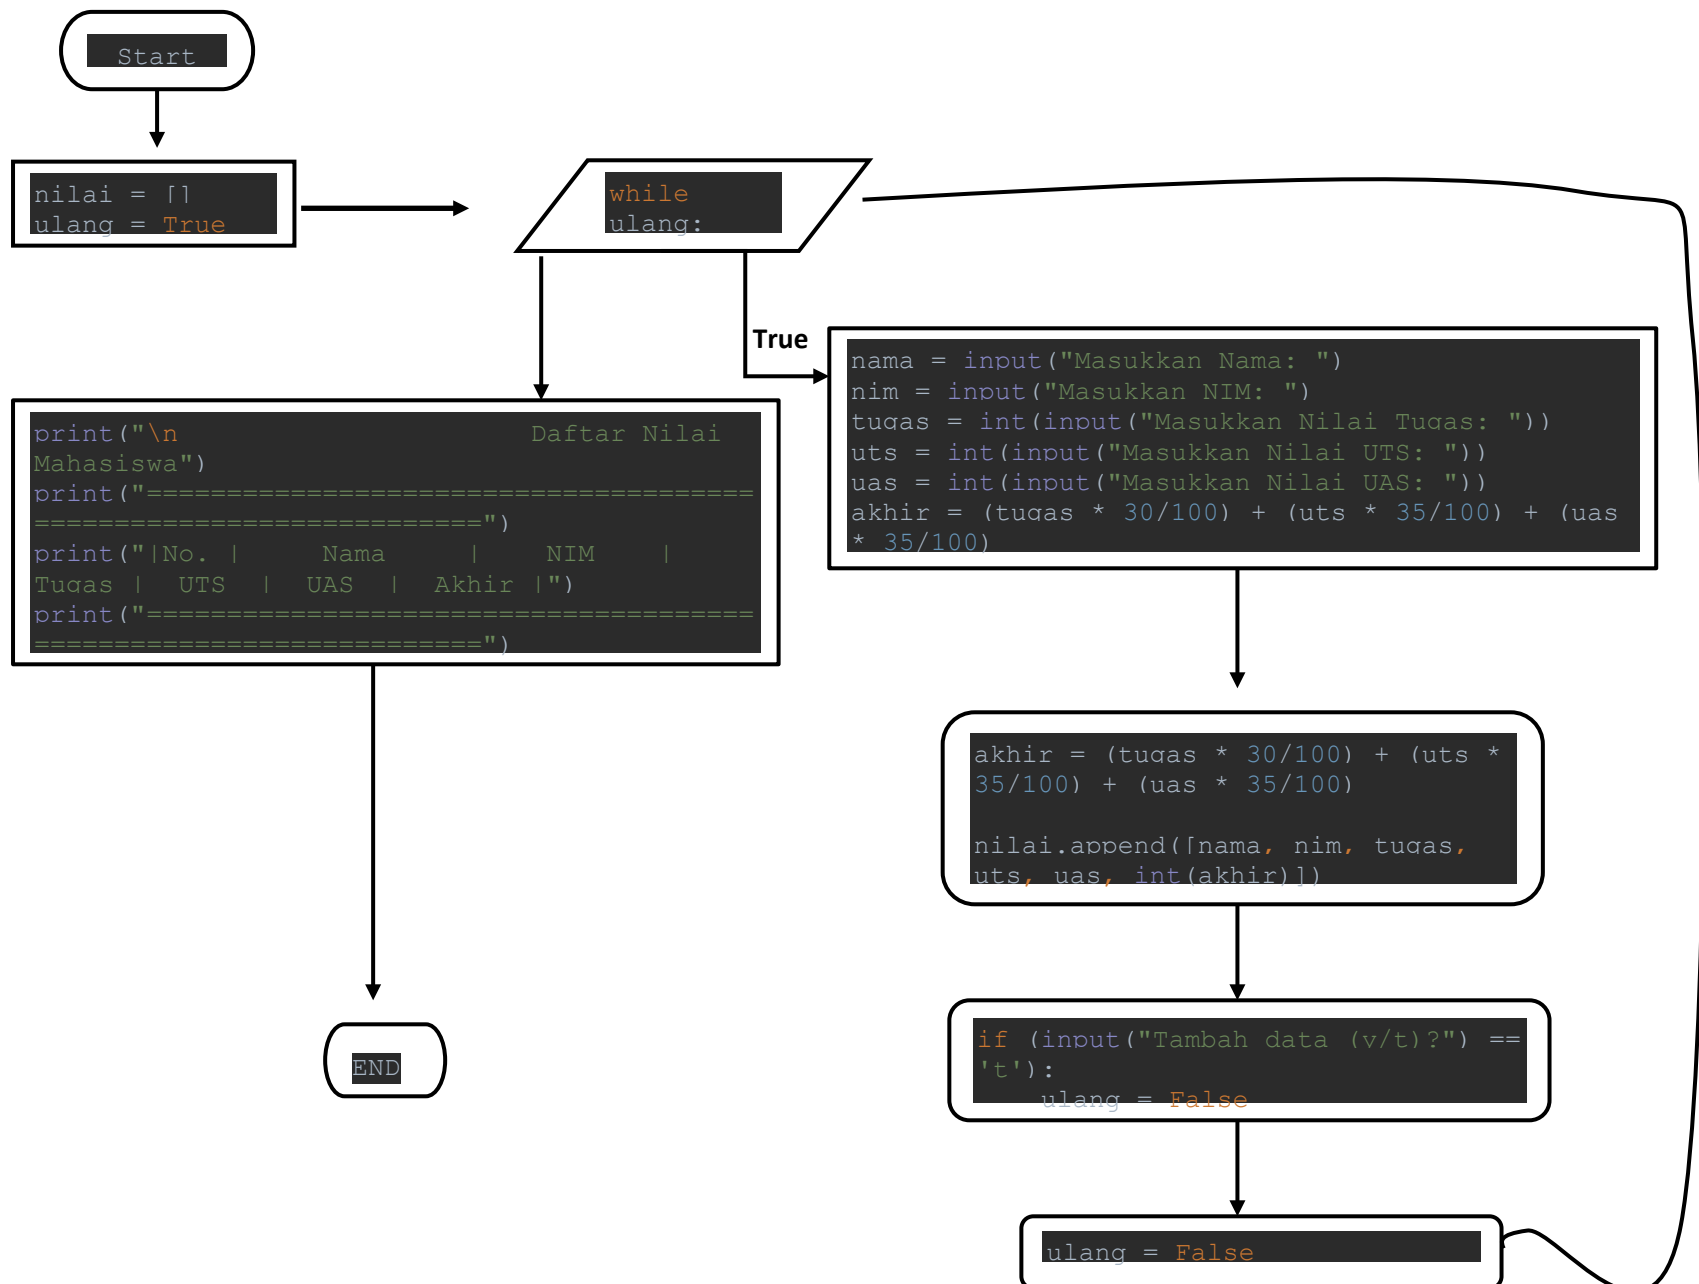 Start
nilai = []
ulang = True
while
ulang:
True
nama = input("Masukkan Nama: ")
nim = input("Masukkan NIM: ")
tugas = int(input("Masukkan Nilai Tugas: "))
uts = int(input("Masukkan Nilai UTS: "))
uas = int(input("Masukkan Nilai UAS: "))
akhir = (tugas * 30/100) + (uts * 35/100) + (uas
* 35/100)
print("\n                      Daftar Nilai
Mahasiswa")
print("======================================
============================")
print("|No. |     Nama     |    NIM    |
Tugas |  UTS  |  UAS  |  Akhir |")
print("======================================
============================")
akhir = (tugas * 30/100) + (uts *
35/100) + (uas * 35/100)
nilai.append([nama, nim, tugas,
uts, uas, int(akhir)])
if (input("Tambah data (y/t)?") ==
't'):
    ulang = False
END
ulang = False